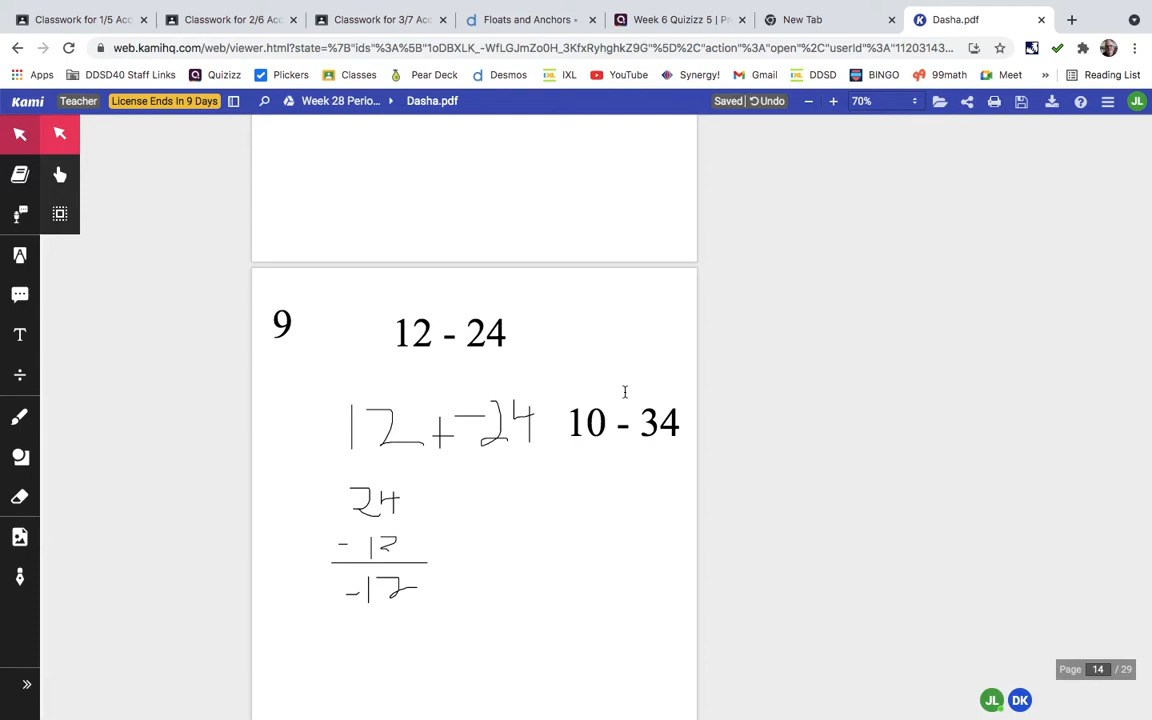 Classwork for 1/5 Ac
Classwork for 2/6 Ac
Classwork for 3/7 Ac
Floats and Anchors •
Week 6 Quizizz 5 | P
New Tab
Dasha.pdf
web.kamihq.com/web/viewer.html?state=%7B"ids"%3A%5B"1oDBXLK_-WfLGJmZo0H_3KfxRyhghkZ9G"%5D%2C"action"%3A"open"%2C"userId"%3A"11203143...
Apps
DDSD40 Staff Links
Quizizz
Plickers
Classes
Pear Deck
Desmos
IXL
YouTube
Synergy!
Gmail
DDSD
BINGO
99math
Meet
»
Reading List
Kami
Teacher
License Ends In 9 Days
Week 28 Perio...
Dasha.pdf
Saved
Undo
70%
JL
9
12 - 24
12 + -24
10 - 34
24
- 12
-12
Page 14 / 29
JL
DK